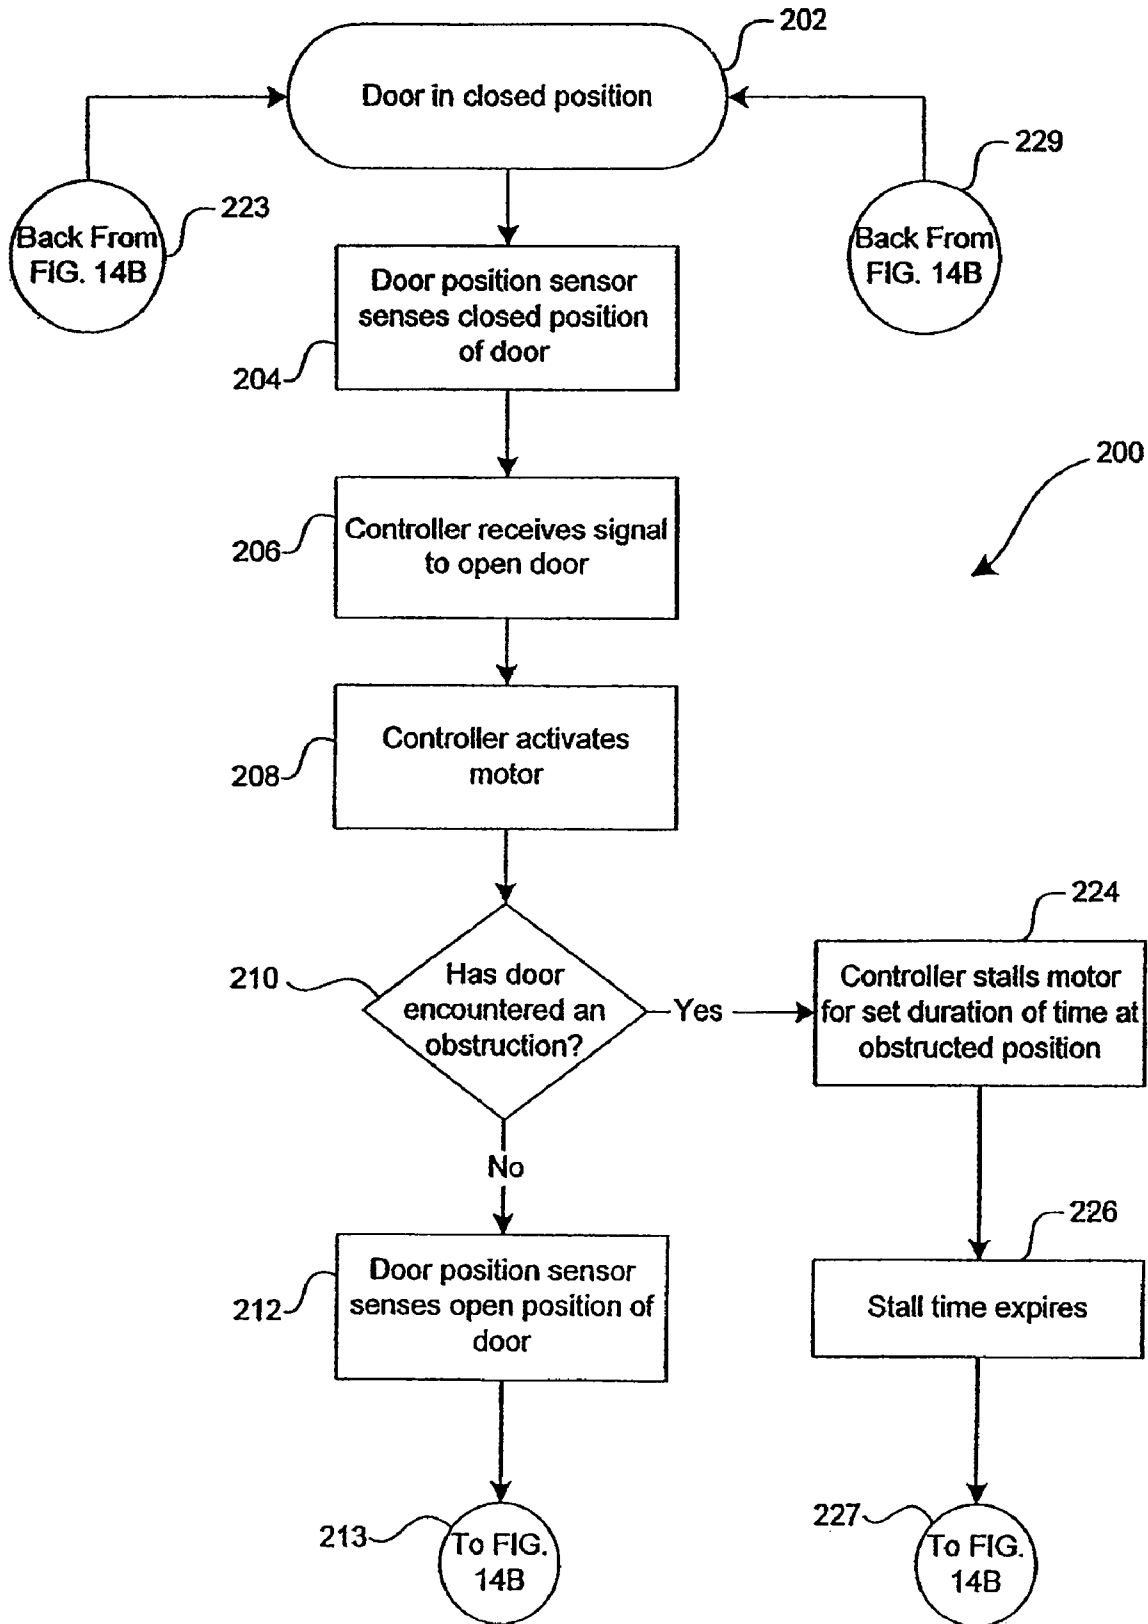 202
Door in closed position
229
223
Back From
FIG. 14B
Back From
FIG. 14B
Door position sensor
senses closed position
of door
204
200
Controller receives signal
to open door
206
Controller activates
motor
208
224
210
Has door
encountered an
obstruction?
Yes
Controller stalls motor
for set duration of time at
obstructed position
No
226
Door position sensor
senses open position of
door
212
Stall time expires
213
To FIG.
14B
227
To FIG.
14B